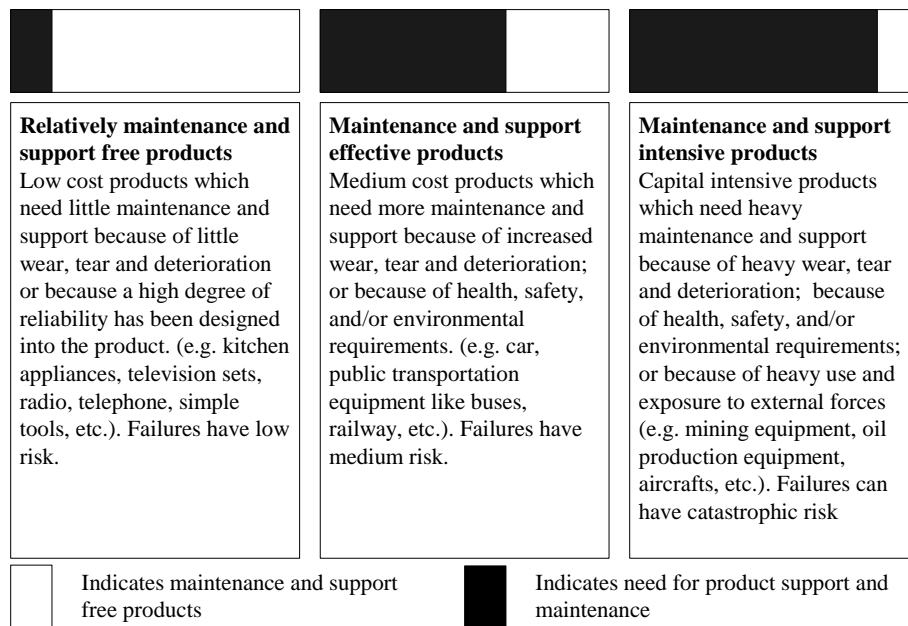 Relatively maintenance and
support free products
Low cost products which
need little maintenance and
support because of little
wear, tear and deterioration
or because a high degree of
reliability has been designed
into the product. (e.g. kitchen
appliances, television sets,
radio, telephone, simple
tools, etc.). Failures have low
risk.
Maintenance and support
effective products
Medium cost products which
need more maintenance and
support because of increased
wear, tear and deterioration;
or because of health, safety,
and/or environmental
requirements. (e.g. car,
public transportation
equipment like buses,
railway, etc.). Failures have
medium risk.
Maintenance and support
intensive products
Capital intensive products
which need heavy
maintenance and support
because of heavy wear, tear
and deterioration;  because
of health, safety, and/or
environmental requirements;
or because of heavy use and
exposure to external forces
(e.g. mining equipment, oil
production equipment,
aircrafts, etc.). Failures can
have catastrophic risk
Indicates maintenance and support
free products
Indicates need for product support and
maintenance